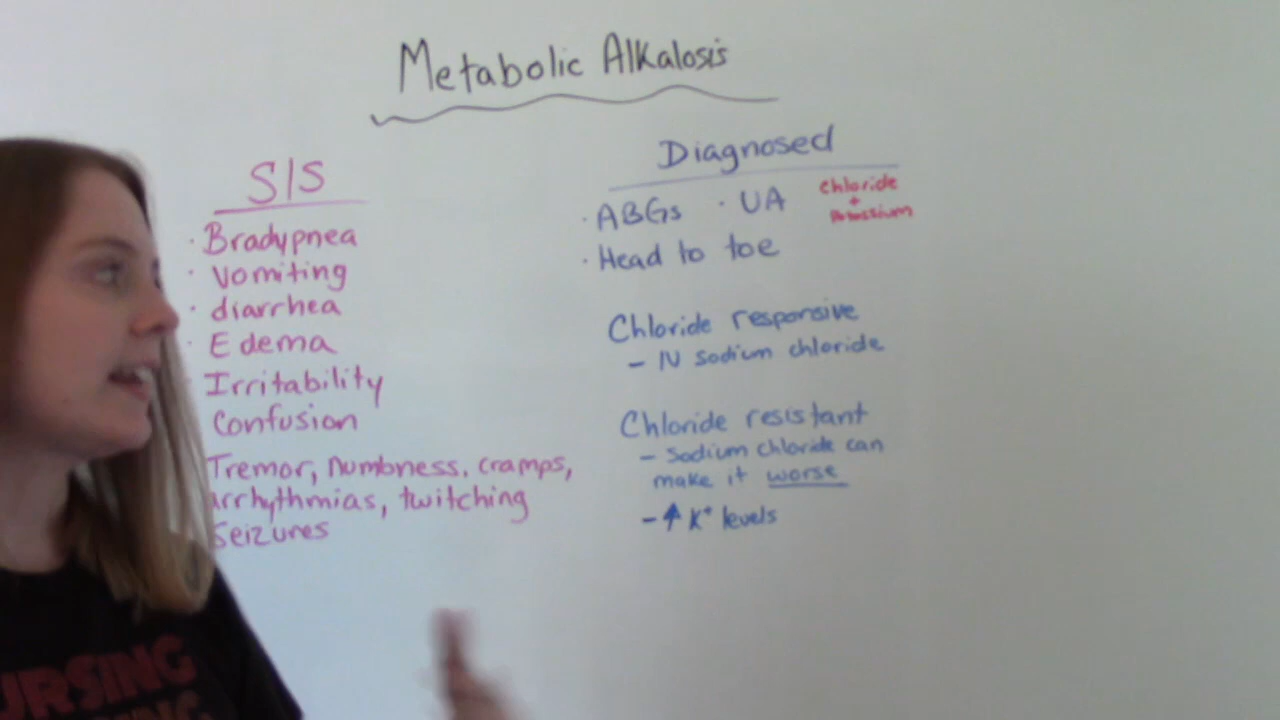 Metabolic Alkalosis
S/S
· Bradypnea
· Vomiting
· diarrhea
· Edema
Irritability
Confusion
Tremor, numbness, cramps,
arrhythmias, twitching
Seizures
Diagnosed
· ABGs · UA
Chloride
+
Potassium
· Head to toe
Chloride responsive
- IV sodium chloride
Chloride resistant
- Sodium chloride can
make it worse
- ↑ K⁺ levels
URSING